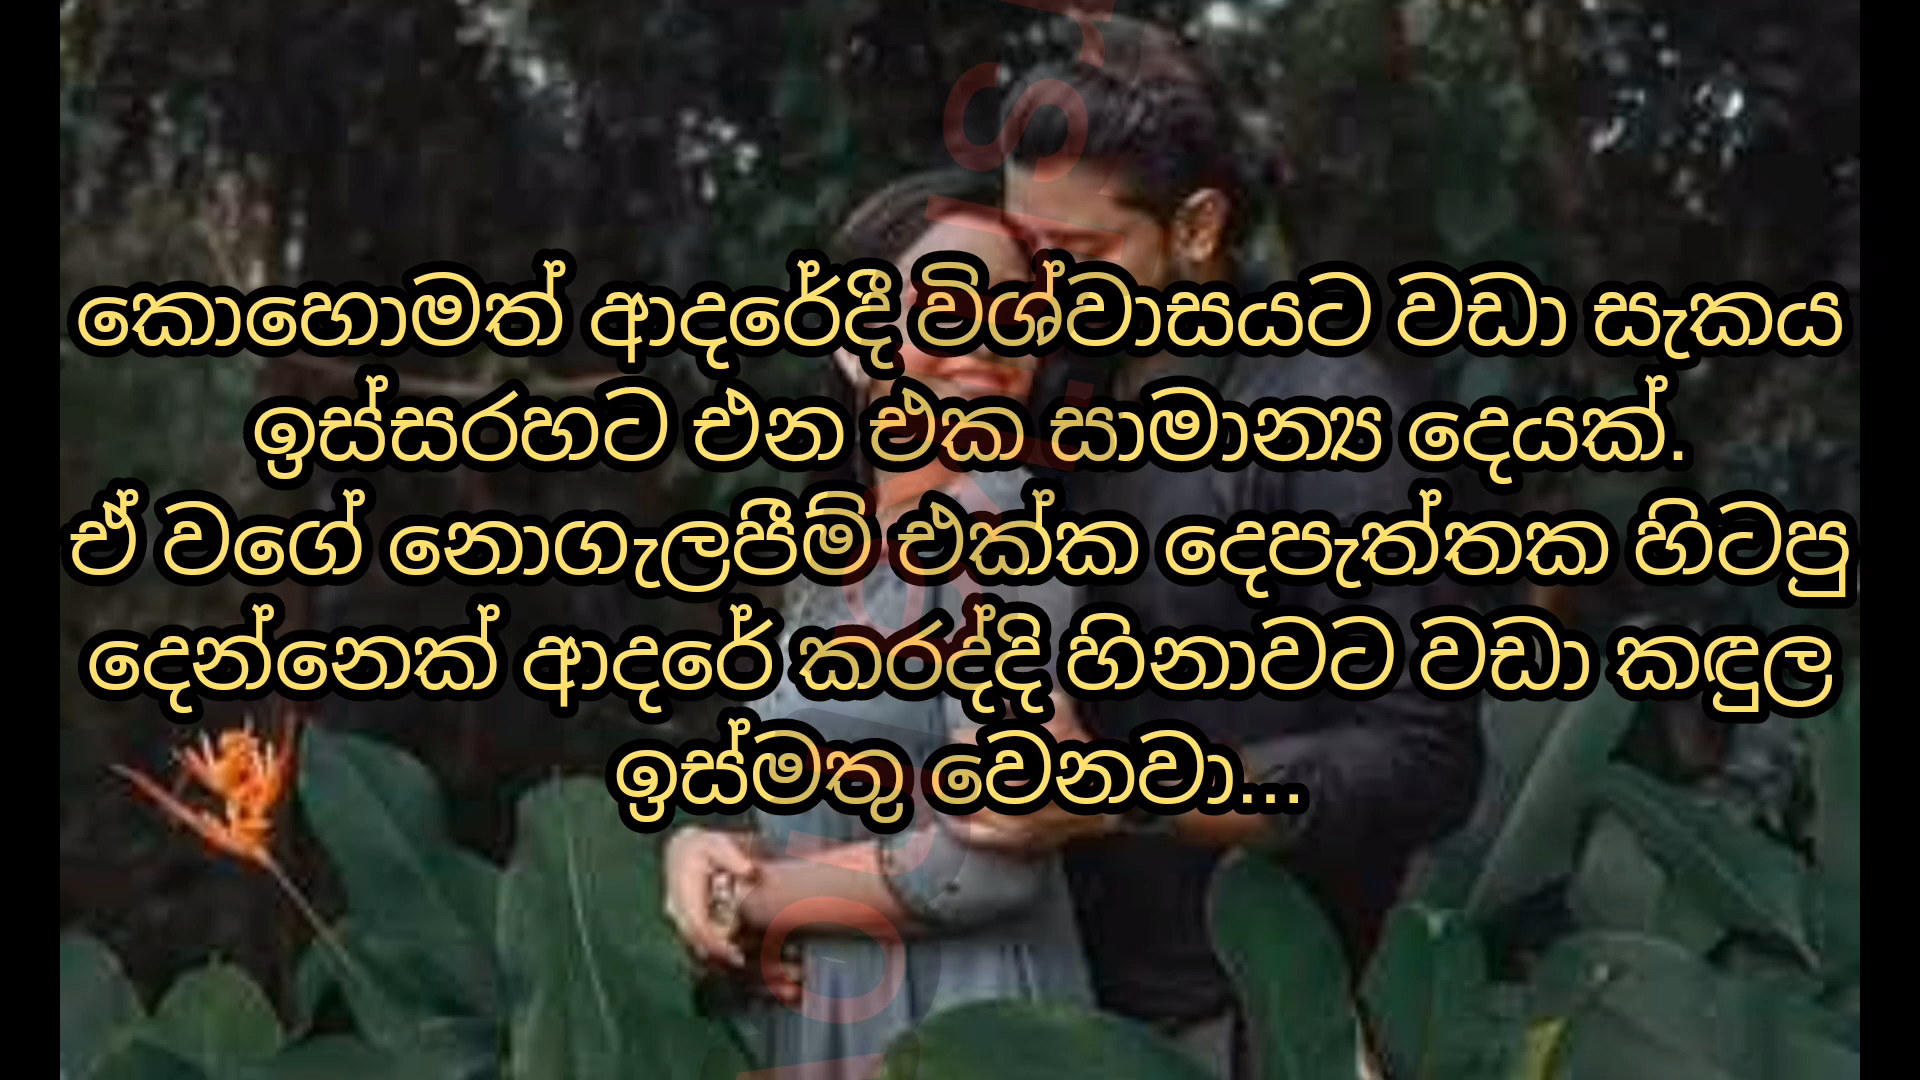 කොහොමත් ආදරේදී විශ්වාසයට වඩා සැකය
ඉස්සරහට එන එක සාමාන්‍ය දෙයක්.
ඒ වගේ නොගැලපීම් එක්ක දෙපැත්තක හිටපු
දෙන්නෙක් ආදරේ කරද්දි හිනාවට වඩා කඳුල
ඉස්මතු වෙනවා...